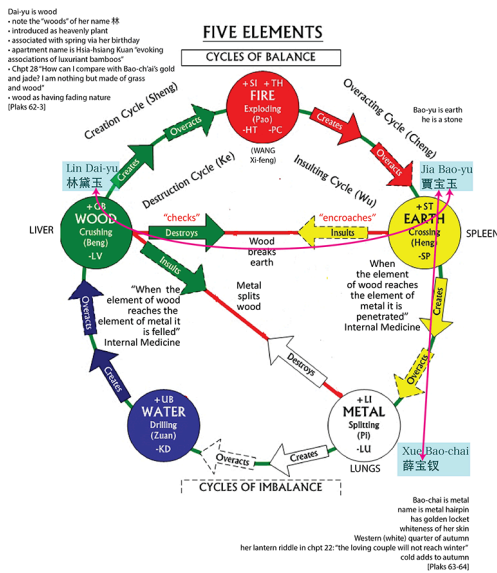 Dai-yu is wood
• note the "woods" of her name 林
• introduced as heavenly plant
• associated with spring via her birthday
• apartment name is Hsia-hsiang Kuan "evoking
associations of luxuriant bamboos"
• Chpt 28 "How can I compare with Bao-ch'ai's gold
and jade? I am nothing but made of grass
and wood"
• wood as having fading nature
[Plaks 62-3]
FIVE ELEMENTS
CYCLES OF BALANCE
Creation Cycle (Sheng)
Overacting Cycle (Cheng)
+SI +TH
FIRE
Exploding
(Pao)
-HT -PC
(WANG
Xi-feng)
Creates
Overacts
Creates
Overacts
Bao-yu is earth
he is a stone
Lin Dai-yu
林黛玉
Destruction Cycle (Ke)
Insulting Cycle (Wu)
Jia Bao-yu
賈宝玉
LIVER
+GB
WOOD
Crushing
(Beng)
-LV
"checks"
Destroys
"encroaches"
Insults
+ST
EARTH
Crossing
(Heng)
-SP
SPLEEN
Wood
breaks
earth
Insults
"When the
element of wood
reaches the
element of metal it
is felled"
Internal Medicine
Metal
splits
wood
When
the element
of wood reaches
the element of
metal it is
penetrated"
Internal Medicine
Creates
Overacts
Overacts
Creates
Destroys
+UB
WATER
Drilling
(Zuan)
-KD
+LI
METAL
Splitting
(Pi)
-LU
LUNGS
Overacts
Creates
Xue Bao-chai
薛宝钗
CYCLES OF IMBALANCE
Bao-chai is metal
name is metal hairpin
has golden locket
whiteness of her skin
Western (white) quarter of autumn
her lantern riddle in chpt 22: "the loving couple will not reach winter"
cold adds to autumn
[Plaks 63-64]